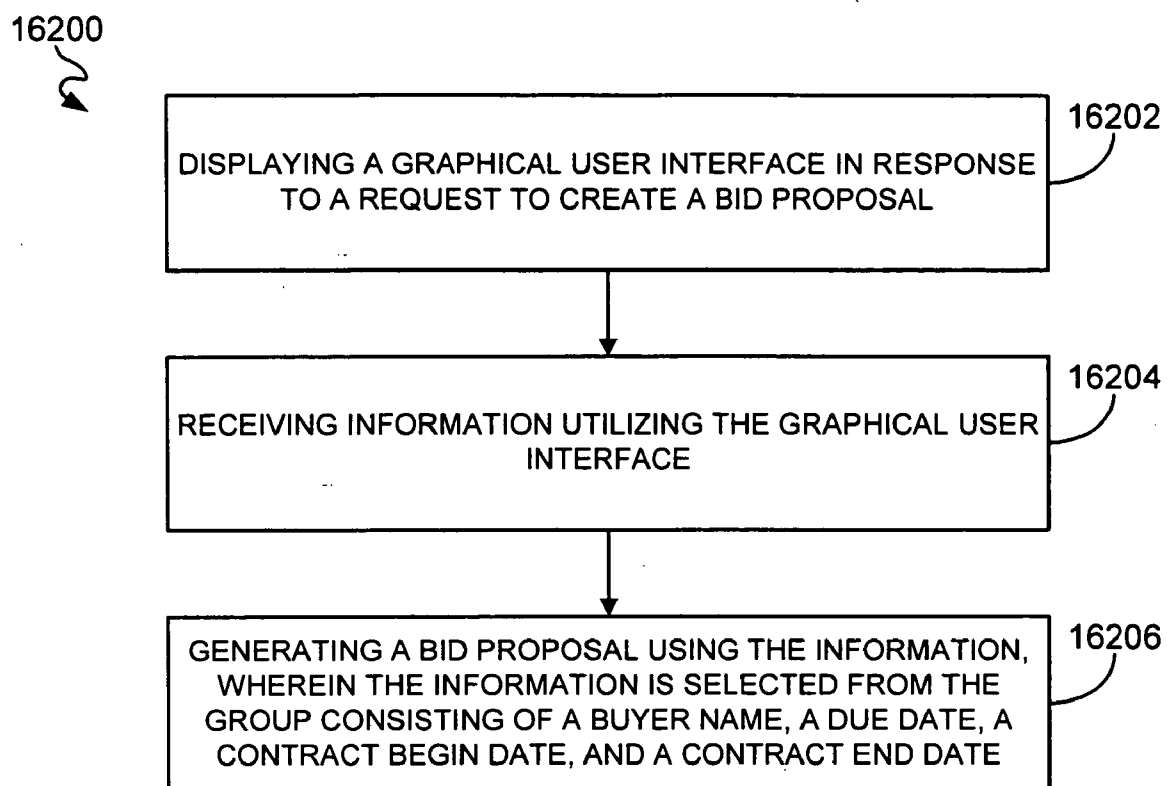 16200
16202
DISPLAYING A GRAPHICAL USER INTERFACE IN RESPONSE
TO A REQUEST TO CREATE A BID PROPOSAL
16204
RECEIVING INFORMATION UTILIZING THE GRAPHICAL USER
INTERFACE
16206
GENERATING A BID PROPOSAL USING THE INFORMATION,
WHEREIN THE INFORMATION IS SELECTED FROM THE
GROUP CONSISTING OF A BUYER NAME, A DUE DATE, A
CONTRACT BEGIN DATE, AND A CONTRACT END DATE